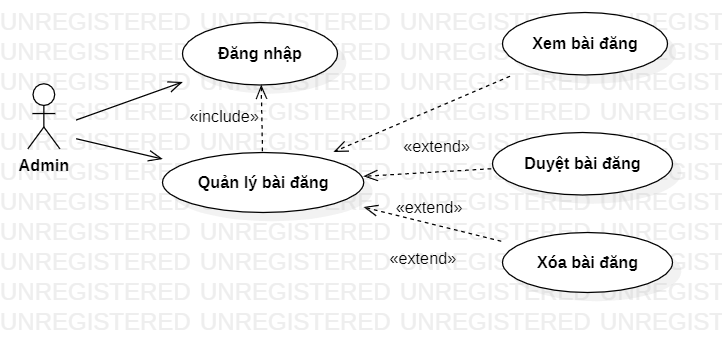 UNREGISTERED UNREGISTERED UNREGISTERED UNREGIST
Xem bài đăng
Đăng nhập
«include»
Admin
«extend»
Duyệt bài đăng
Quản lý bài đăng
«extend»
«extend»
Xóa bài đăng